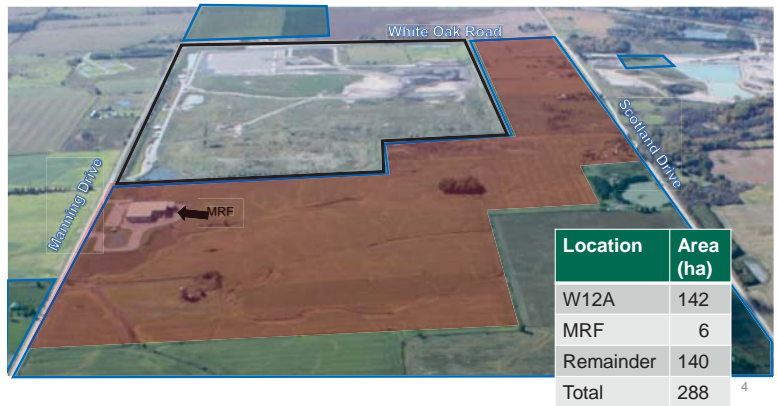 White Oak Road
Scotland Drive
Manning Drive
MRF
Location Area (ha)
W12A 142
MRF 6
Remainder 140
Total 288
4